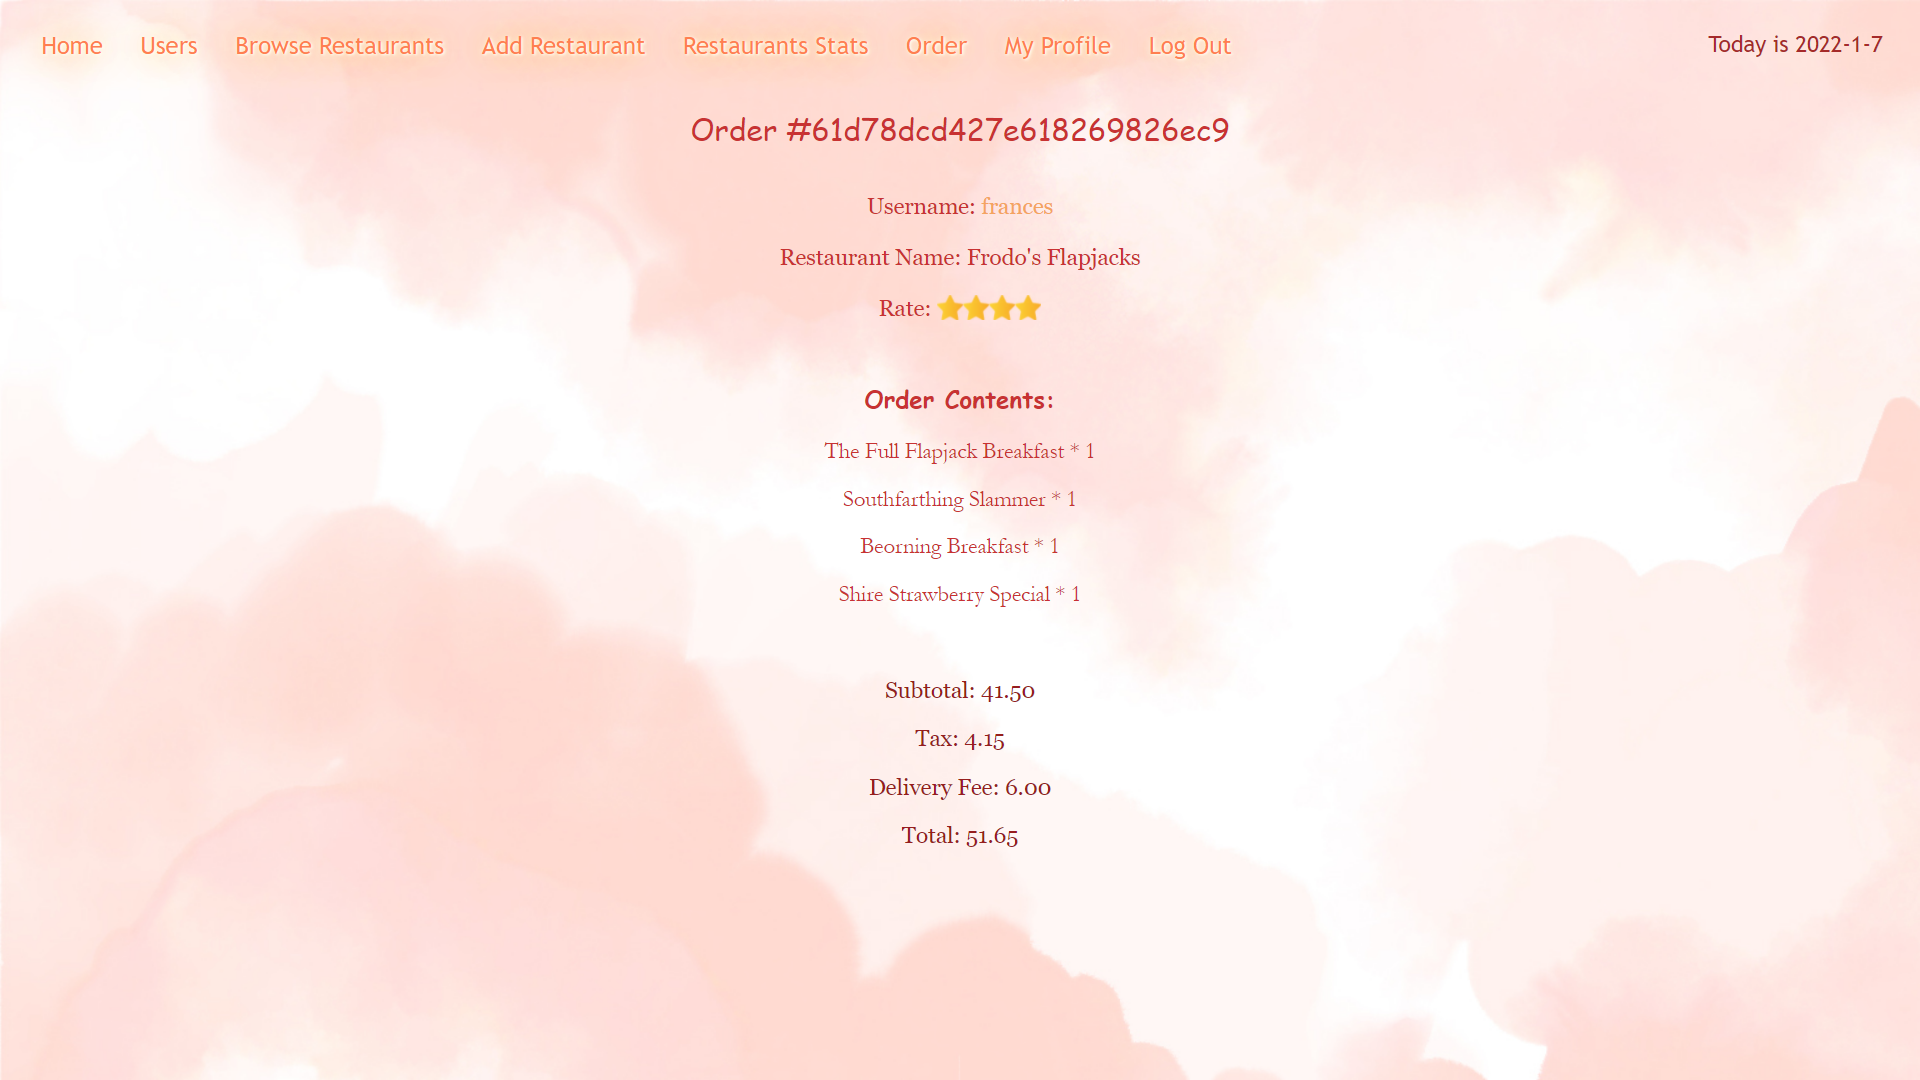 Home Users Browse Restaurants Add Restaurant Restaurants Stats Order My Profile Log Out Today is 2022-1-7
Order #61d78dcd427e618269826ec9
Username: frances
Restaurant Name: Frodo's Flapjacks
Rate: ⭐⭐⭐⭐
Order Contents:
The Full Flapjack Breakfast * 1
Southfarthing Slammer * 1
Beorning Breakfast * 1
Shire Strawberry Special * 1
Subtotal: 41.50
Tax: 4.15
Delivery Fee: 6.00
Total: 51.65